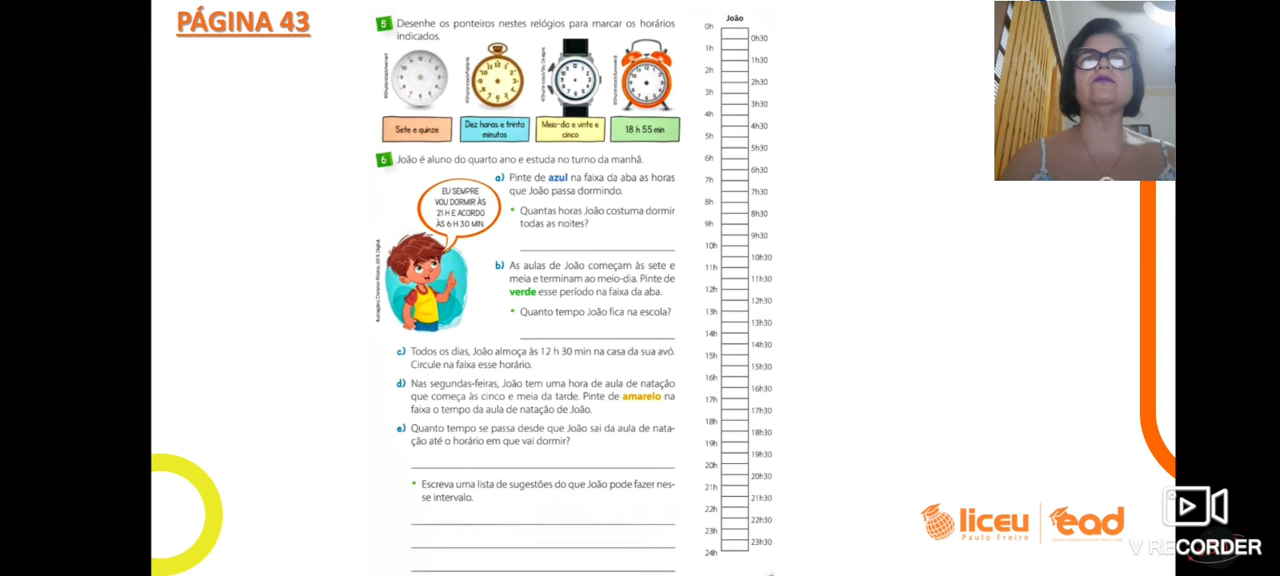 PÁGINA 43
5 Desenhe os ponteiros nestes relógios para marcar os horários
indicados.
Sete e quinze
Dez horas e trinta
minutos
Meio-dia e vinte e
cinco
18 h 55 min
6 João é aluno do quarto ano e estuda no turno da manhã.
EU SEMPRE
VOU DORMIR ÀS
21 H E ACORDO
ÀS 6 H 30 MIN.
a) Pinte de azul na faixa da aba as horas
que João passa dormindo.
• Quantas horas João costuma dormir
todas as noites?
b) As aulas de João começam às sete e
meia e terminam ao meio-dia. Pinte de
verde esse período na faixa da aba.
• Quanto tempo João fica na escola?
c) Todos os dias, João almoça às 12 h 30 min na casa da sua avó.
Circule na faixa esse horário.
d) Nas segundas-feiras, João tem uma hora de aula de natação
que começa às cinco e meia da tarde. Pinte de amarelo na
faixa o tempo da aula de natação de João.
e) Quanto tempo se passa desde que João sai da aula de nata-
ção até o horário em que vai dormir?
• Escreva uma lista de sugestões do que João pode fazer nes-
se intervalo.
João
0h
0h30
1h
1h30
2h
2h30
3h
3h30
4h
4h30
5h
5h30
6h
6h30
7h
7h30
8h
8h30
9h
9h30
10h
10h30
11h
11h30
12h
12h30
13h
13h30
14h
14h30
15h
15h30
16h
16h30
17h
17h30
18h
18h30
19h
19h30
20h
20h30
21h
21h30
22h
22h30
23h
23h30
24h
liceu
Paulo Freire
ead
V RECORDER